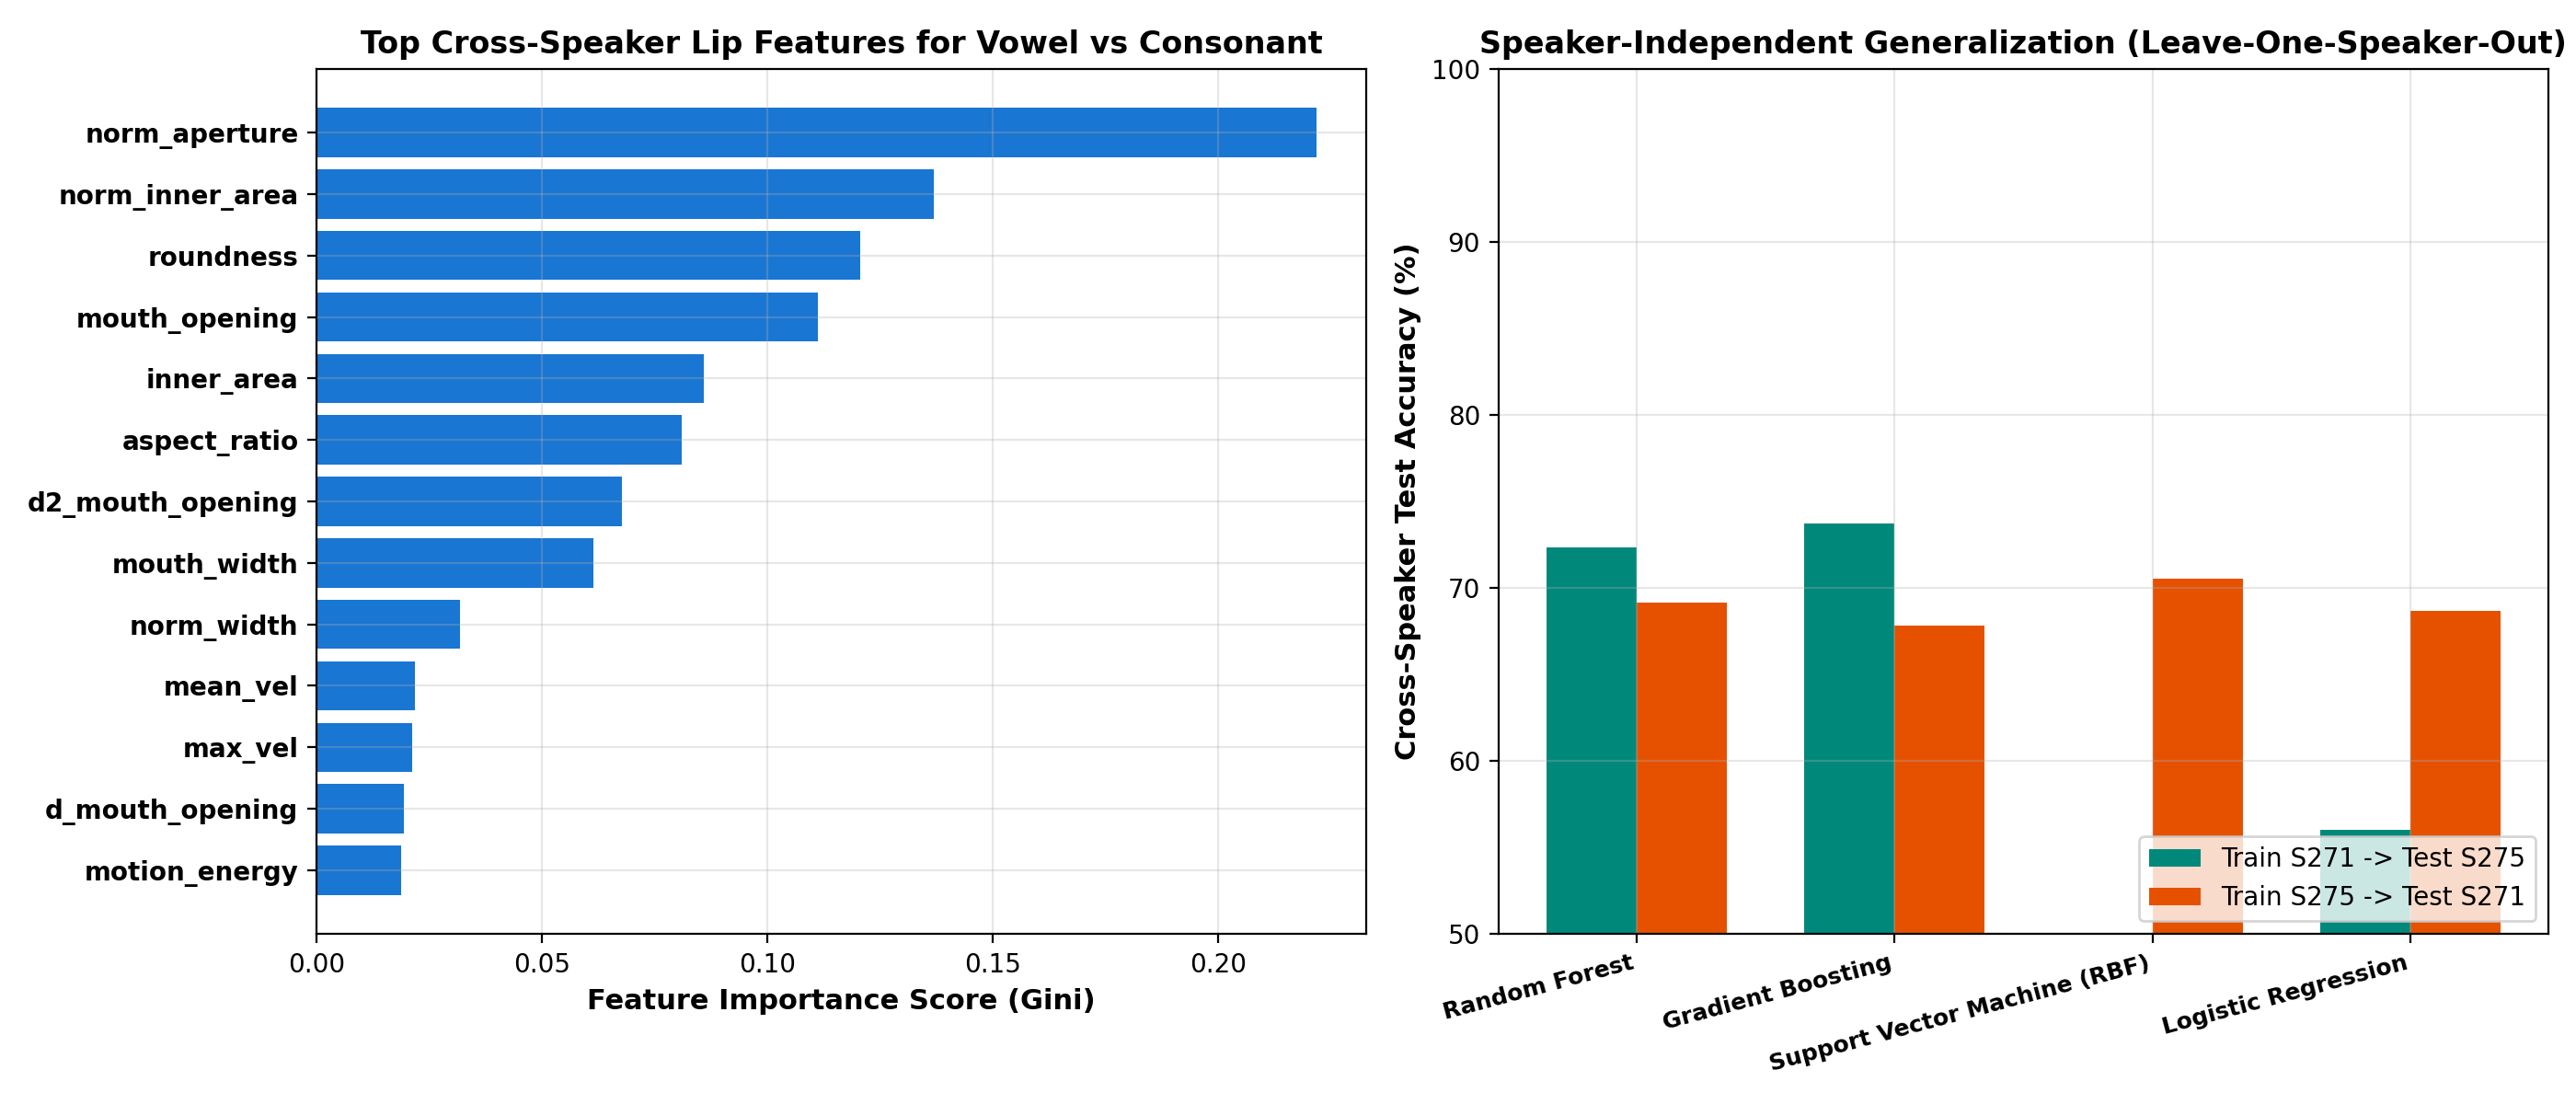 Top Cross-Speaker Lip Features for Vowel vs Consonant
norm_aperture
norm_inner_area
roundness
mouth_opening
inner_area
aspect_ratio
d2_mouth_opening
mouth_width
norm_width
mean_vel
max_vel
d_mouth_opening
motion_energy
0.00 0.05 0.10 0.15 0.20
Feature Importance Score (Gini)
Speaker-Independent Generalization (Leave-One-Speaker-Out)
Cross-Speaker Test Accuracy (%)
100
90
80
70
60
50
Train S271 -> Test S275
Train S275 -> Test S271
Random Forest
Gradient Boosting
Support Vector Machine (RBF)
Logistic Regression